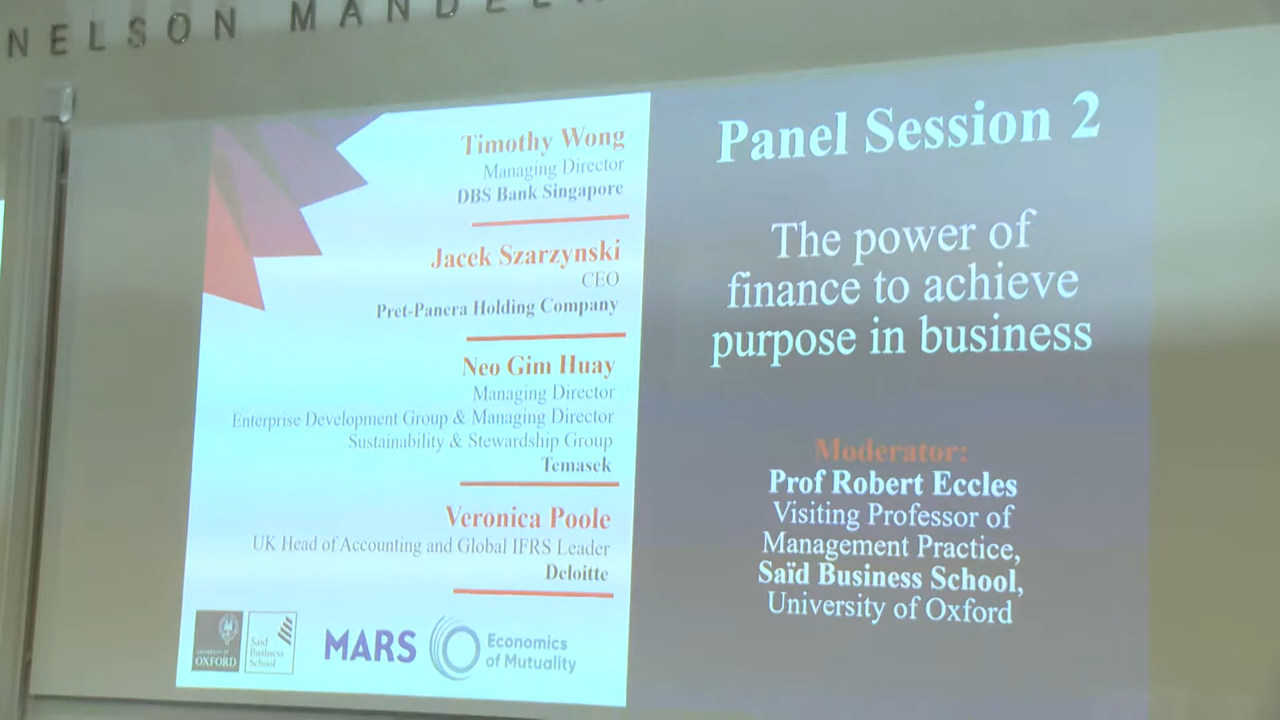 NELSON MANDEL
Timothy Wong
Managing Director
DBS Bank Singapore
Jacek Szarzynski
CEO
Pret-Panera Holding Company
Neo Gim Huay
Managing Director
Enterprise Development Group & Managing Director
Sustainability & Stewardship Group
Temasek
Veronica Poole
UK Head of Accounting and Global IFRS Leader
Deloitte
UNIVERSITY OF
OXFORD
Saïd
Business
School
MARS
Economics
of Mutuality
Panel Session 2
The power of
finance to achieve
purpose in business
Moderator:
Prof Robert Eccles
Visiting Professor of
Management Practice,
Saïd Business School,
University of Oxford